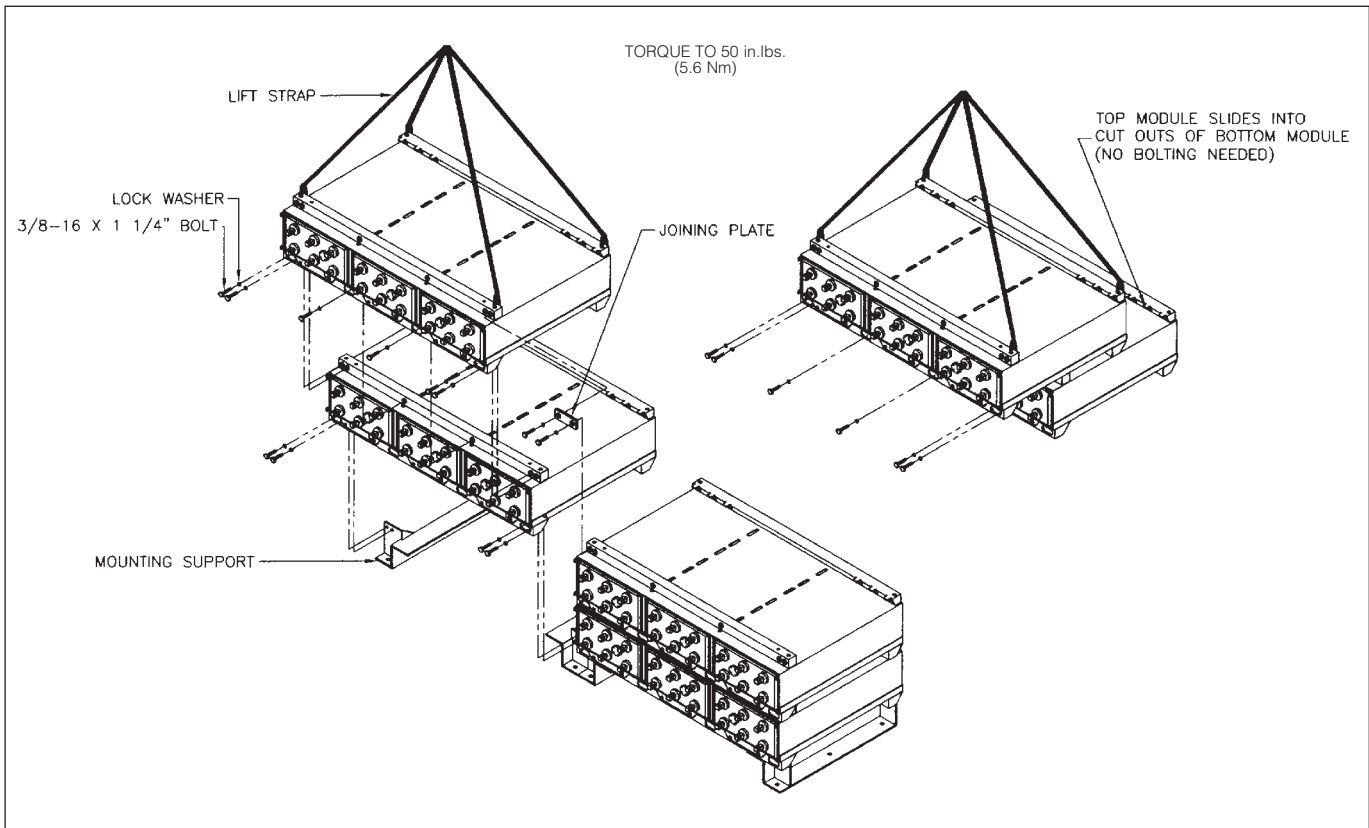 TORQUE TO 50 in.lbs.
(5.6 Nm)
LIFT STRAP
TOP MODULE SLIDES INTO
CUT OUTS OF BOTTOM MODULE
(NO BOLTING NEEDED)
LOCK WASHER
3/8-16 X 1 1/4" BOLT
JOINING PLATE
MOUNTING SUPPORT